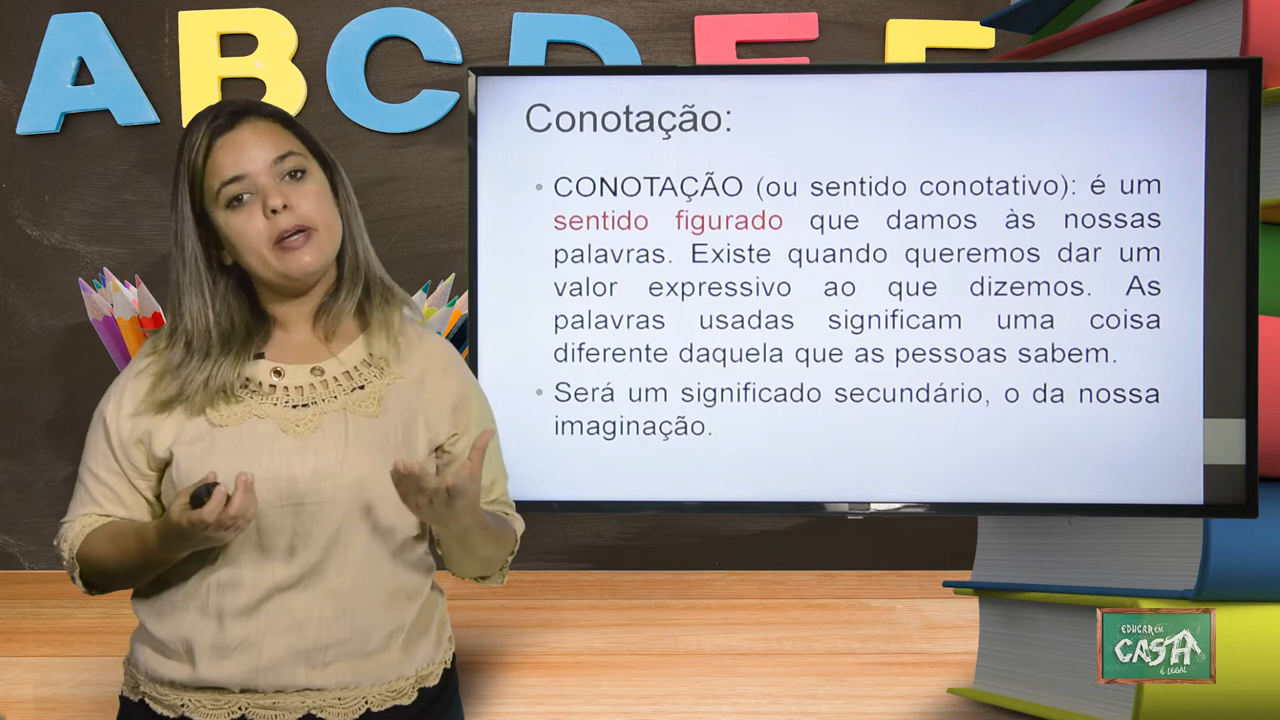 ABCDEF
Conotação:
• CONOTAÇÃO (ou sentido conotativo): é um
sentido figurado que damos às nossas
palavras. Existe quando queremos dar um
valor expressivo ao que dizemos. As
palavras usadas significam uma coisa
diferente daquela que as pessoas sabem.
• Será um significado secundário, o da nossa
imaginação.
EDUCAR EM
CASA
É LEGAL